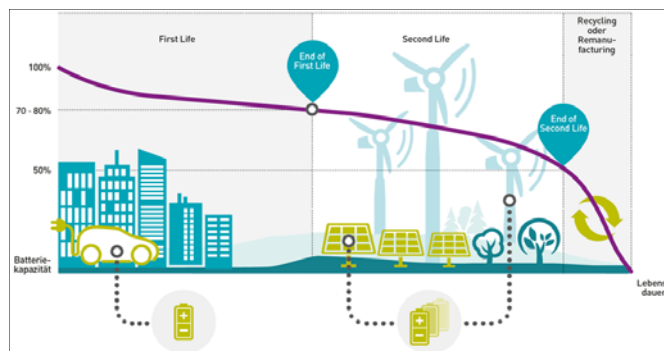 First Life
Second Life
Recycling
oder
Remanu-
facturing
End of
First Life
100%
70 - 80%
End of
Second Life
50%
Batterie-
kapazität
Lebens
dauer